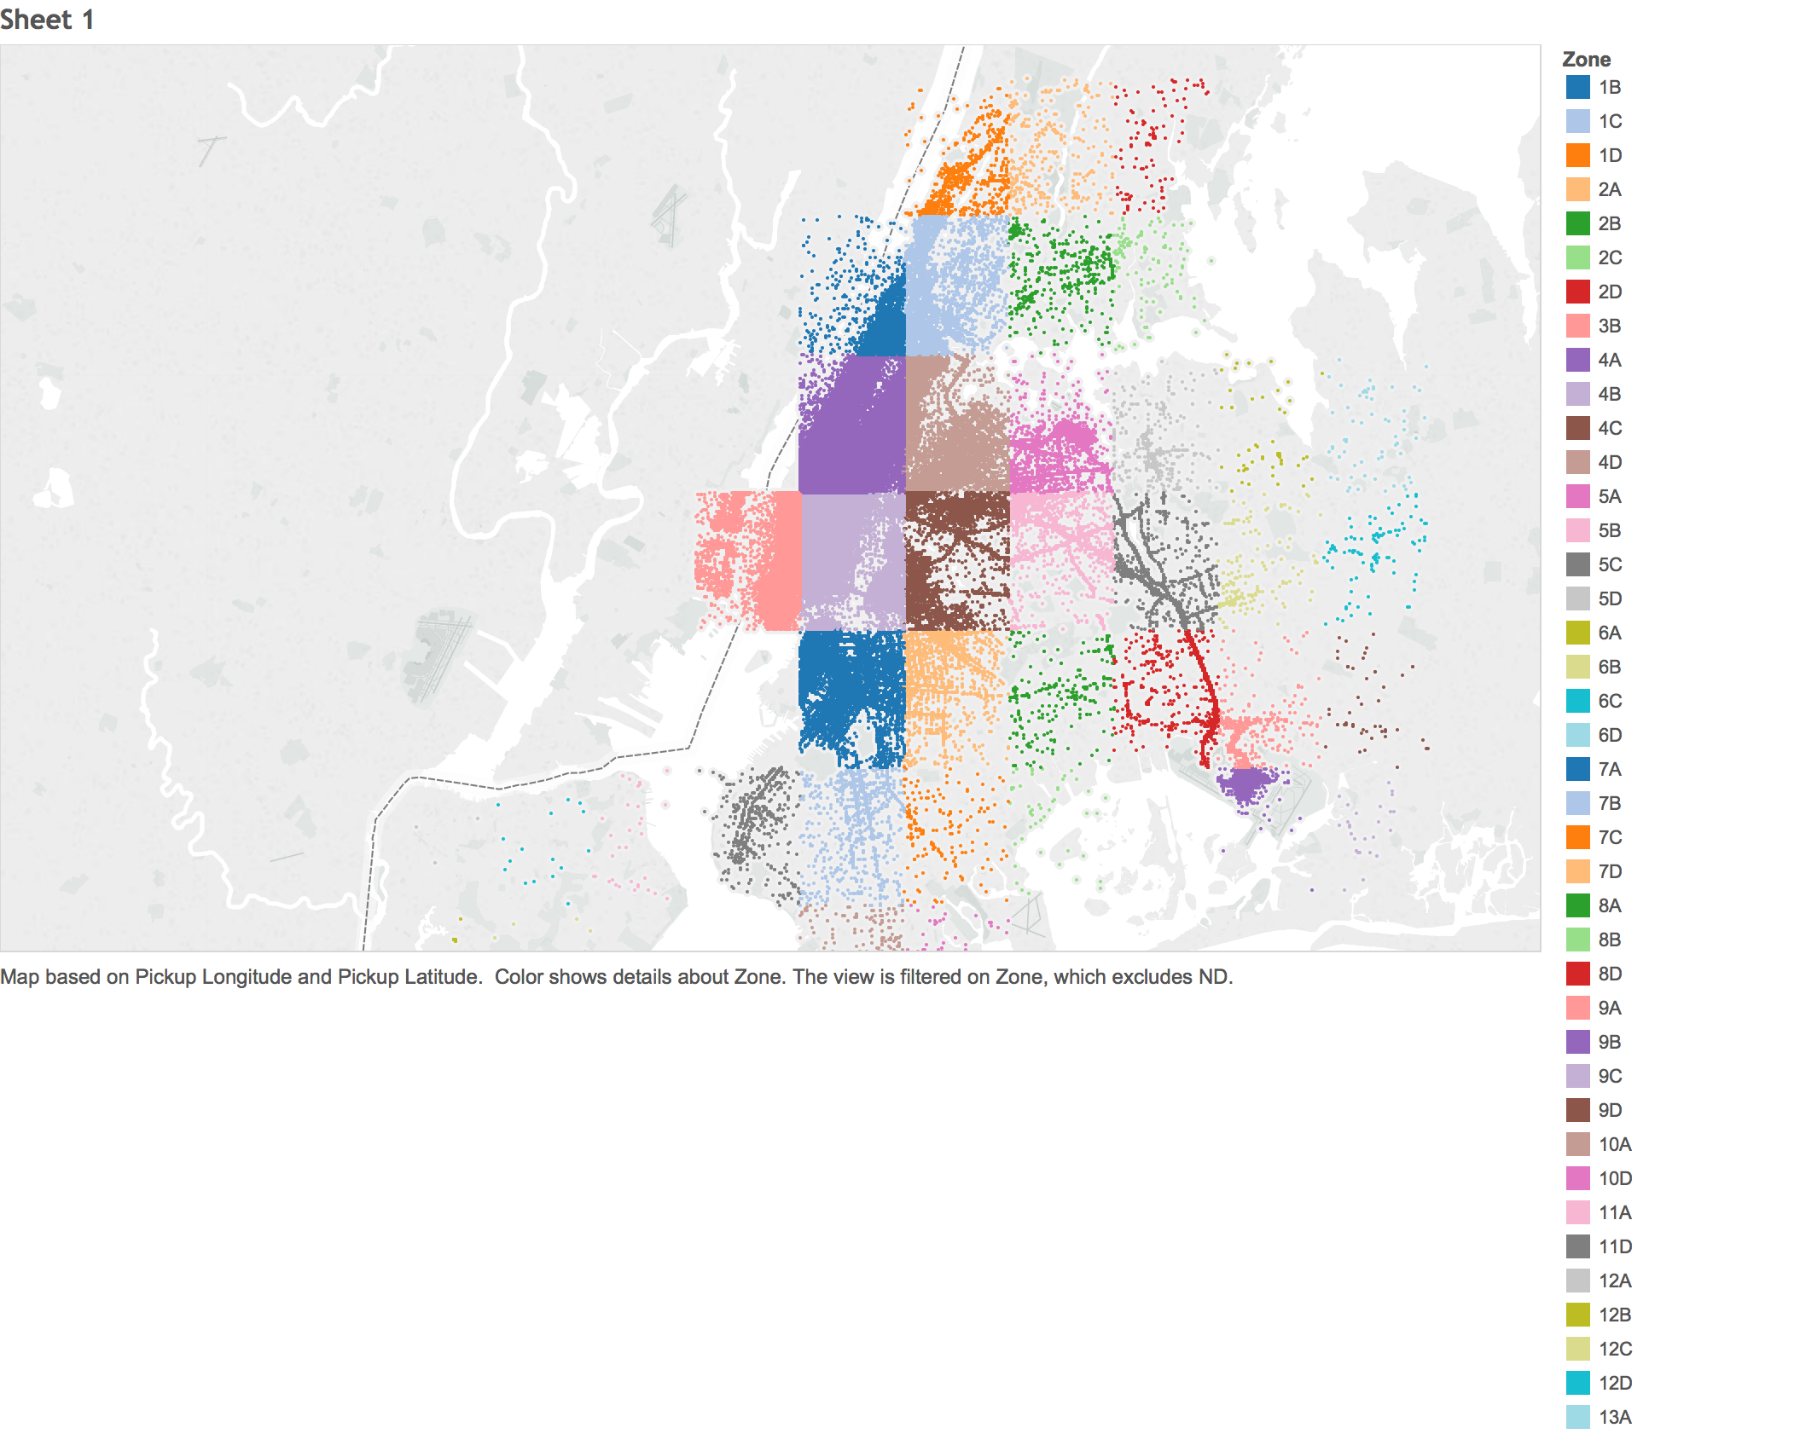 Sheet 1
Zone
1B
1C
1D
2A
2B
2C
2D
3B
4A
4B
4C
4D
5A
5B
5C
5D
6A
6B
6C
6D
7A
7B
7C
7D
8A
8B
8D
9A
9B
9C
9D
10A
10D
11A
11D
12A
12B
12C
12D
13A
Map based on Pickup Longitude and Pickup Latitude.  Color shows details about Zone. The view is filtered on Zone, which excludes ND.